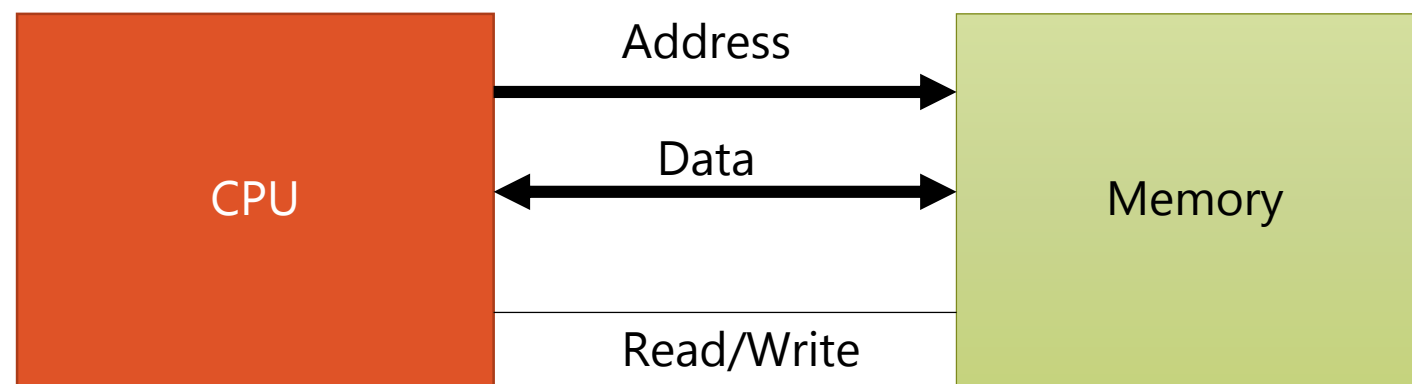 Address
Data
CPU
Memory
Read/Write